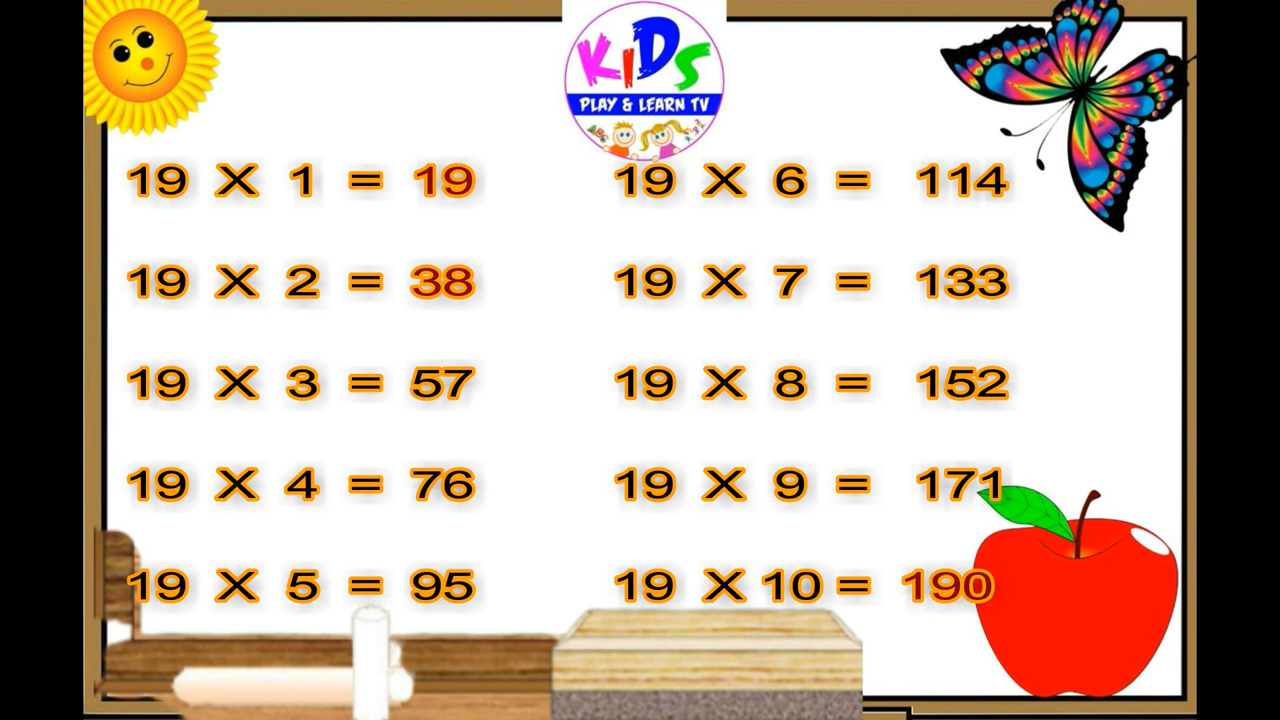 KIDS
PLAY & LEARN TV
19 X 1 = 19
19 X 2 = 38
19 X 3 = 57
19 X 4 = 76
19 X 5 = 95
19 X 6 = 114
19 X 7 = 133
19 X 8 = 152
19 X 9 = 171
19 X 10 = 190